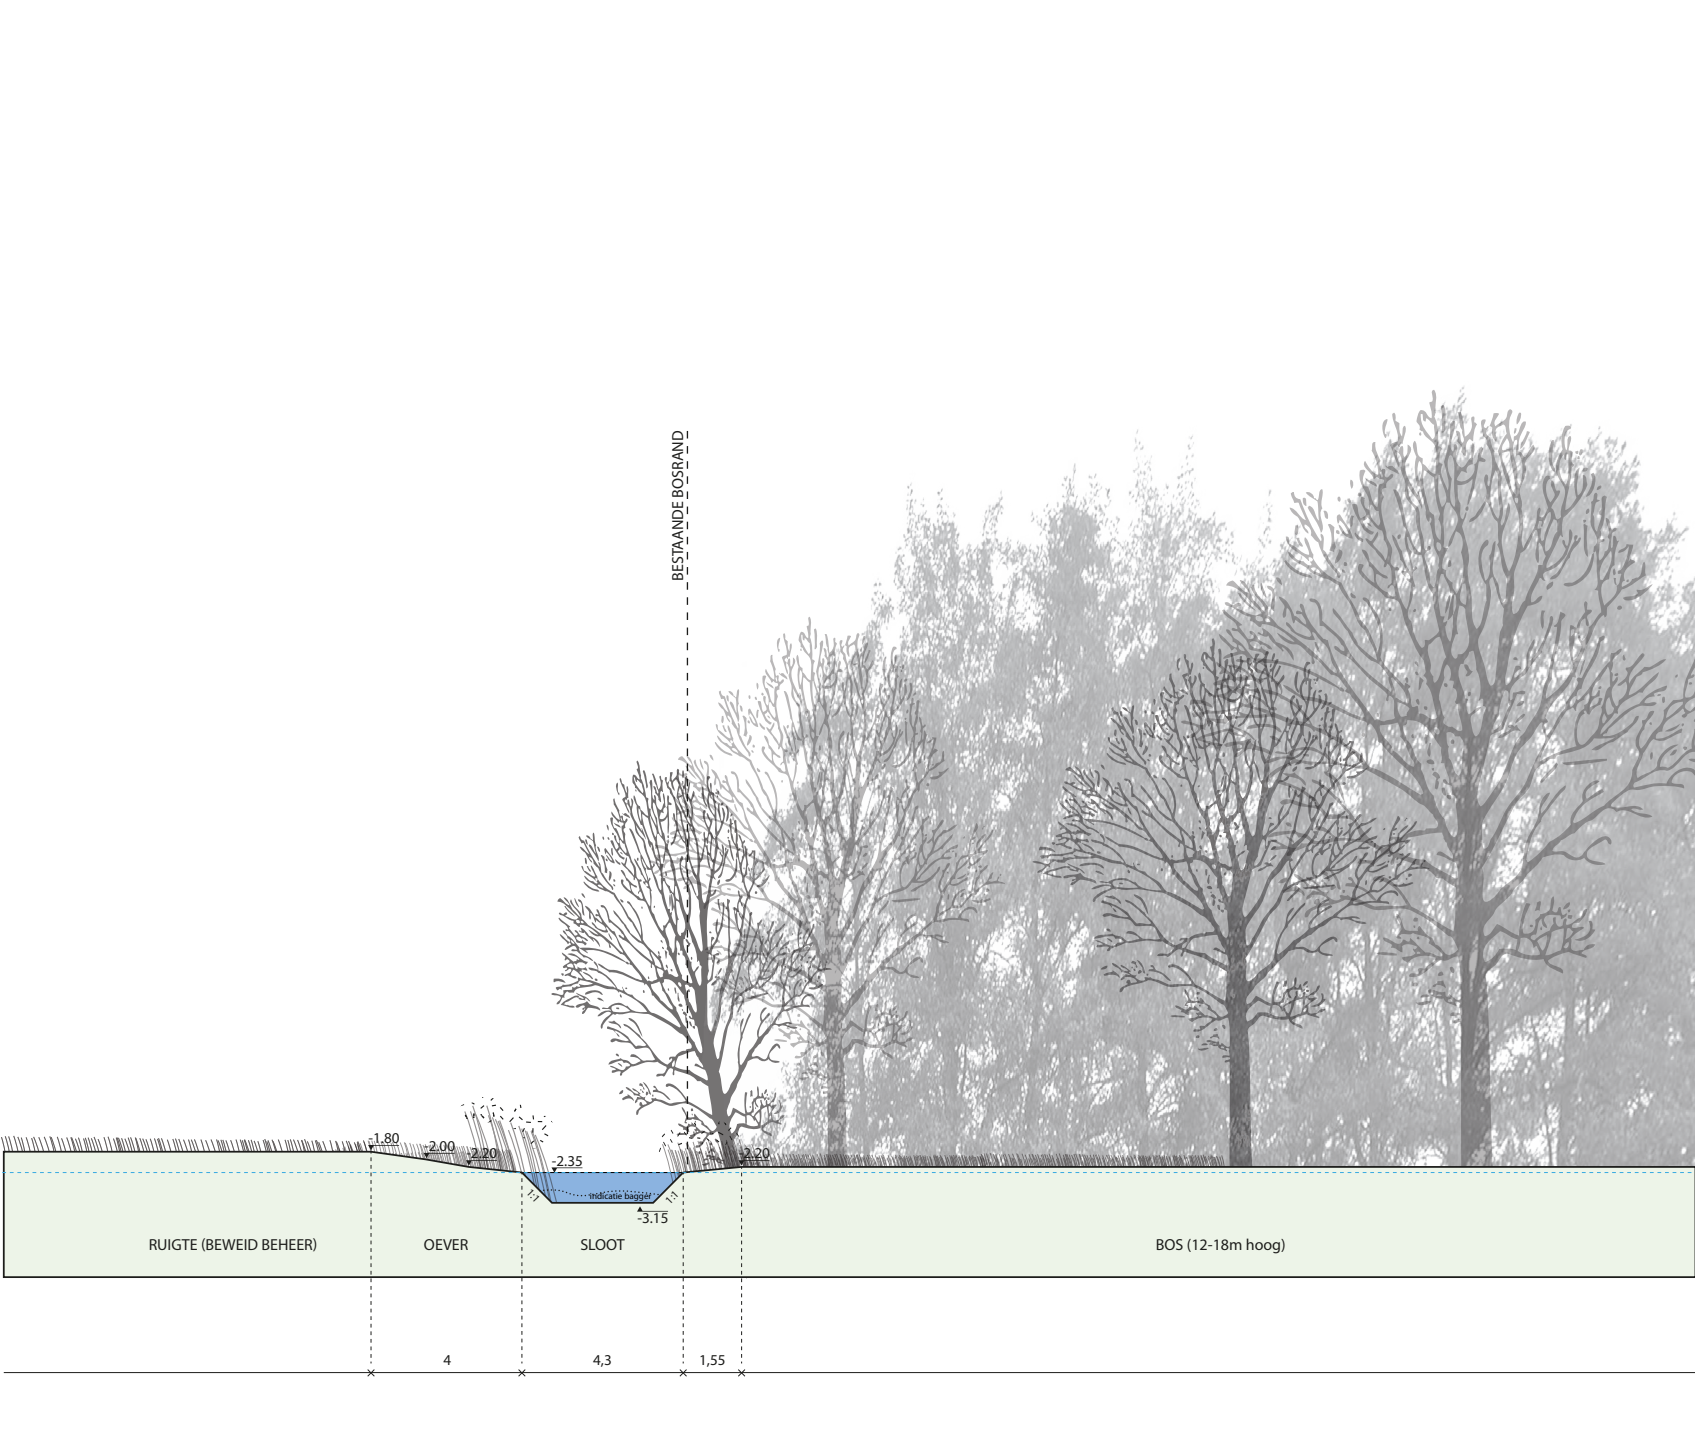 BESTAANDE BOSRAND
-1.80
-2.00
-2.20
-2.35
-2.20
1:1
indicatie bagger
1:1
-3.15
RUIGTE (BEWEID BEHEER)
OEVER
SLOOT
BOS (12-18m hoog)
4
4,3
1,55